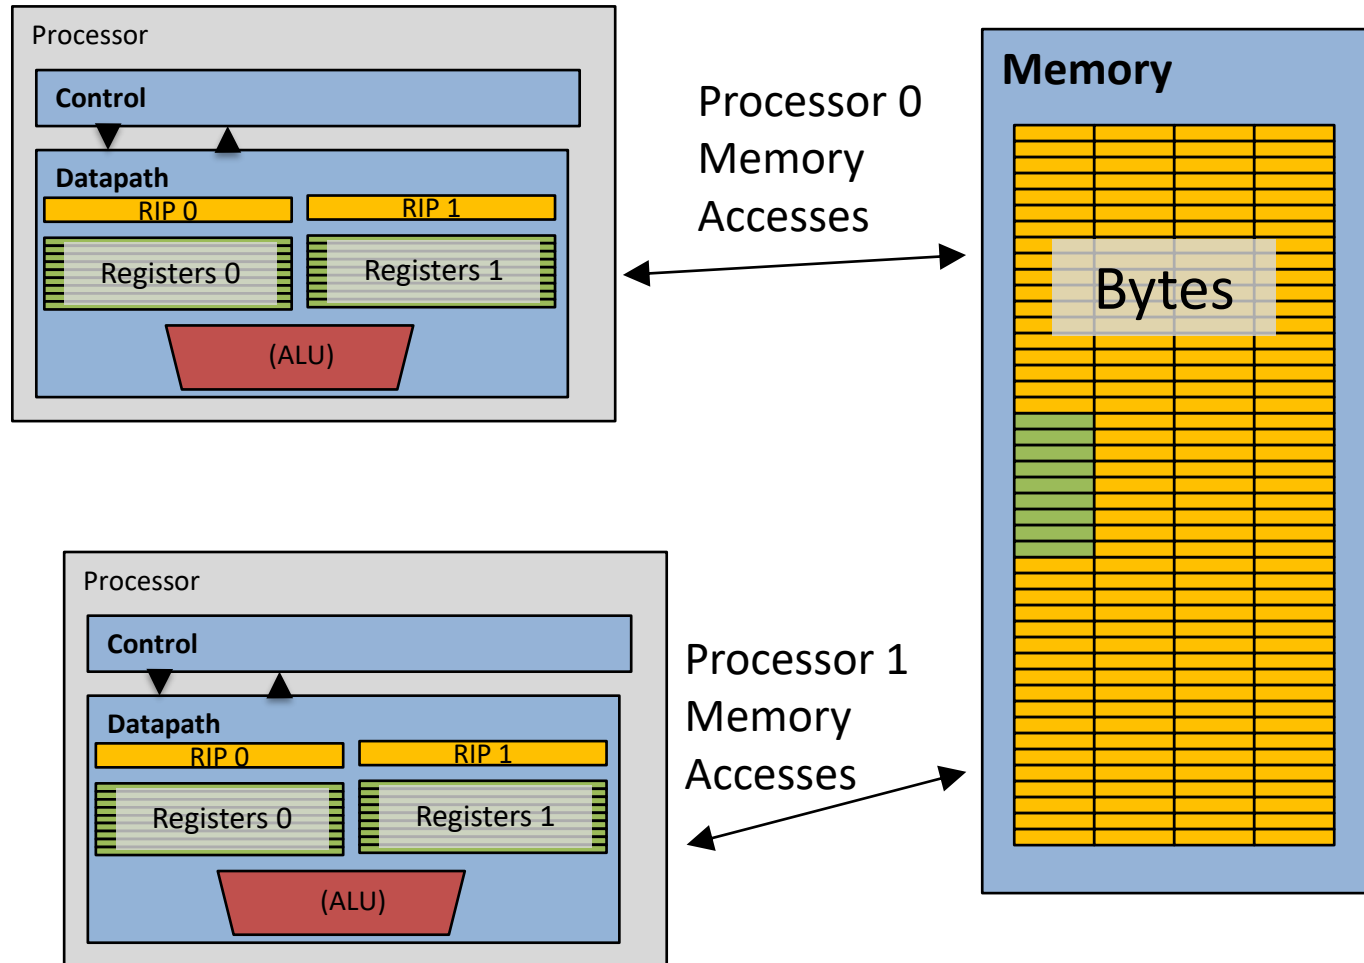 Processor
Control
Datapath
RIP 0
RIP 1
Registers 0
Registers 1
(ALU)
Processor 0
Memory
Accesses
Memory
Bytes
Processor
Control
Datapath
RIP 0
RIP 1
Registers 0
Registers 1
(ALU)
Processor 1
Memory
Accesses